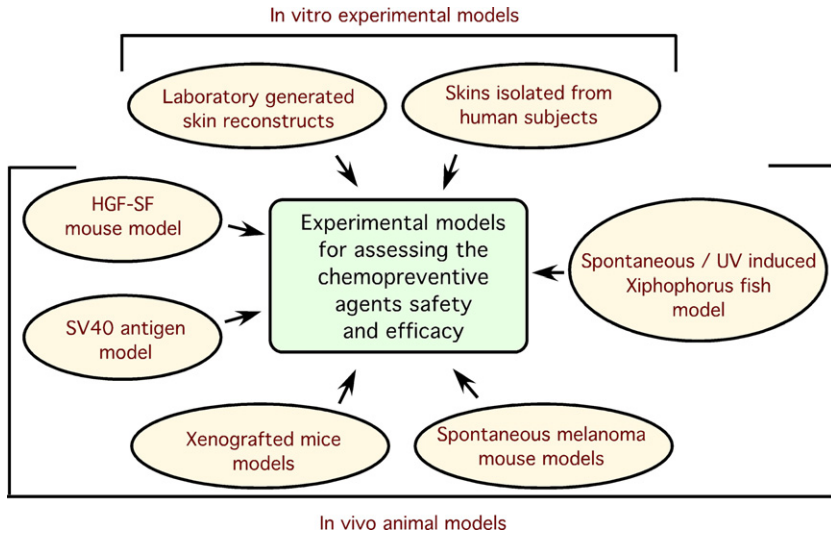 In vitro experimental models
Laboratory generated
skin reconstructs
Skins isolated from
human subjects
HGF-SF
mouse model
Experimental models
for assessing the
chemopreventive
agents safety
and efficacy
Spontaneous / UV induced
Xiphophorus fish
model
SV40 antigen
model
Xenografted mice
models
Spontaneous melanoma
mouse models
In vivo animal models